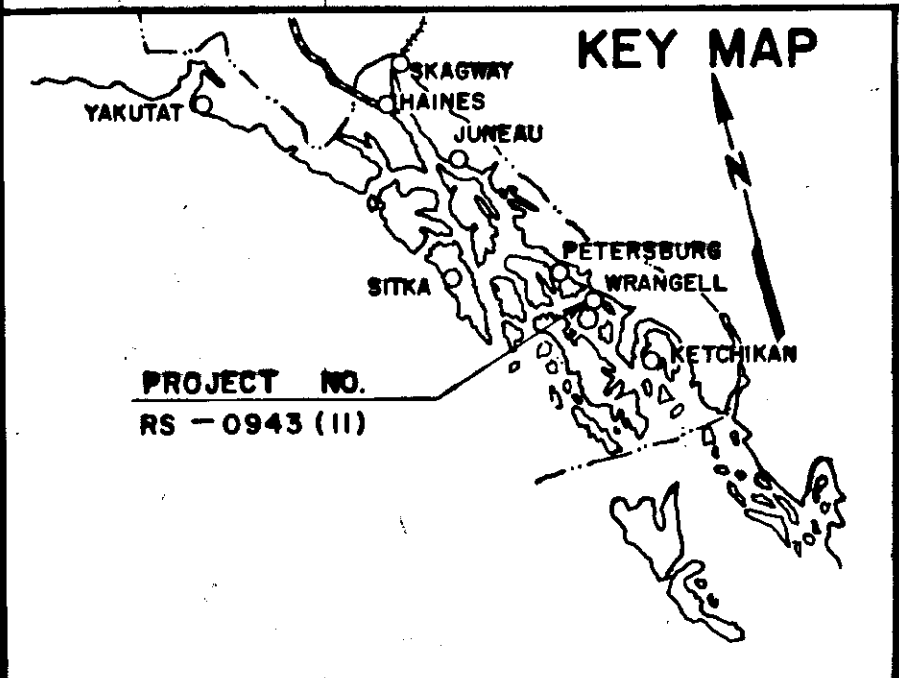 KEY MAP
SKAGWAY
HAINES
YAKUTAT
JUNEAU
N
PETERSBURG
SITKA
WRANGELL
KETCHIKAN
PROJECT NO.
RS - 0943 (11)